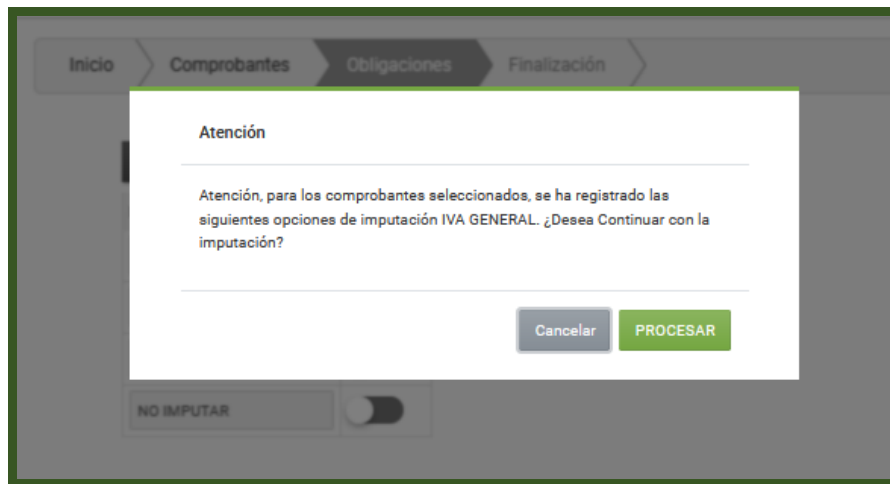 Inicio
Comprobantes
Obligaciones
Finalización
Atención
Atención, para los comprobantes seleccionados, se ha registrado las
siguientes opciones de imputación IVA GENERAL. ¿Desea Continuar con la
imputación?
Cancelar
PROCESAR
NO IMPUTAR